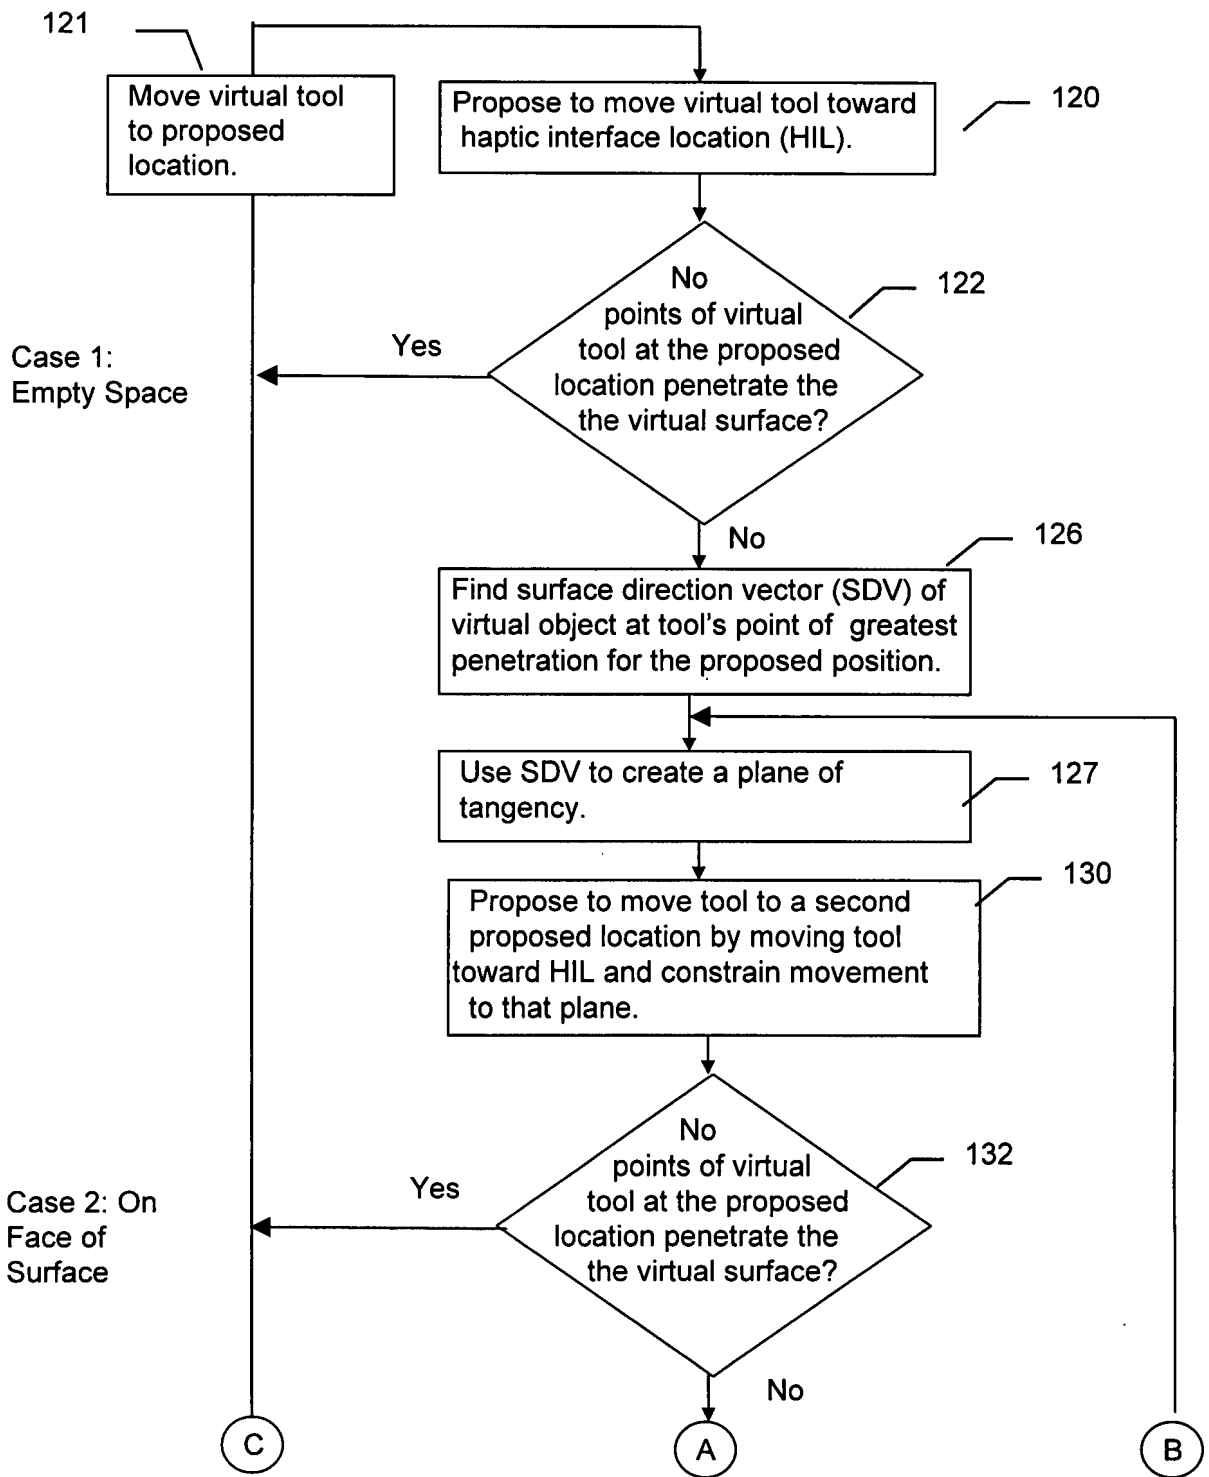 121
Move virtual tool
to proposed
location.
Propose to move virtual tool toward
haptic interface location (HIL).
120
No
points of virtual
tool at the proposed
location penetrate the
the virtual surface?
122
Yes
Case 1:
Empty Space
No
126
Find surface direction vector (SDV) of
virtual object at tool's point of greatest
penetration for the proposed position.
Use SDV to create a plane of
tangency.
127
130
Propose to move tool to a second
proposed location by moving tool
toward HIL and constrain movement
to that plane.
No
points of virtual
tool at the proposed
location penetrate the
the virtual surface?
132
Yes
Case 2: On
Face of
Surface
No
C
A
B